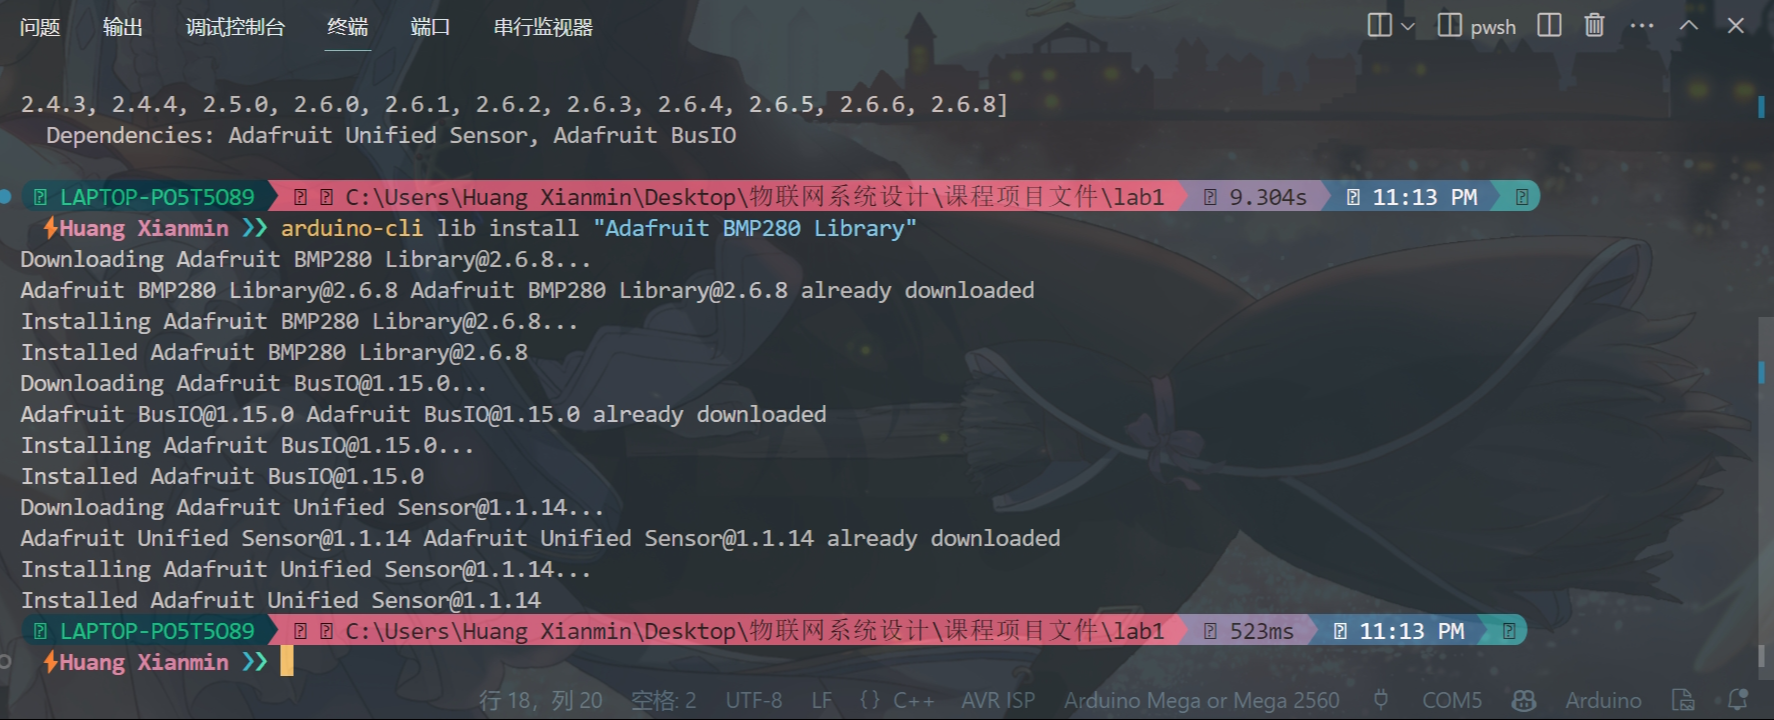 问题 输出 调试控制台 终端 端口 串行监视器 pwsh
2.4.3, 2.4.4, 2.5.0, 2.6.0, 2.6.1, 2.6.2, 2.6.3, 2.6.4, 2.6.5, 2.6.6, 2.6.8]
Dependencies: Adafruit Unified Sensor, Adafruit BusIO
LAPTOP-PO5T5O89 C:\Users\Huang Xianmin\Desktop\物联网系统设计\课程项目文件\lab1 9.304s 11:13 PM
Huang Xianmin ❯❯ arduino-cli lib install "Adafruit BMP280 Library"
Downloading Adafruit BMP280 Library@2.6.8...
Adafruit BMP280 Library@2.6.8 Adafruit BMP280 Library@2.6.8 already downloaded
Installing Adafruit BMP280 Library@2.6.8...
Installed Adafruit BMP280 Library@2.6.8
Downloading Adafruit BusIO@1.15.0...
Adafruit BusIO@1.15.0 Adafruit BusIO@1.15.0 already downloaded
Installing Adafruit BusIO@1.15.0...
Installed Adafruit BusIO@1.15.0
Downloading Adafruit Unified Sensor@1.1.14...
Adafruit Unified Sensor@1.1.14 Adafruit Unified Sensor@1.1.14 already downloaded
Installing Adafruit Unified Sensor@1.1.14...
Installed Adafruit Unified Sensor@1.1.14
LAPTOP-PO5T5O89 C:\Users\Huang Xianmin\Desktop\物联网系统设计\课程项目文件\lab1 523ms 11:13 PM
Huang Xianmin ❯❯
行 18，列 20 空格: 2 UTF-8 LF {} C++ AVR ISP Arduino Mega or Mega 2560 COM5 Arduino